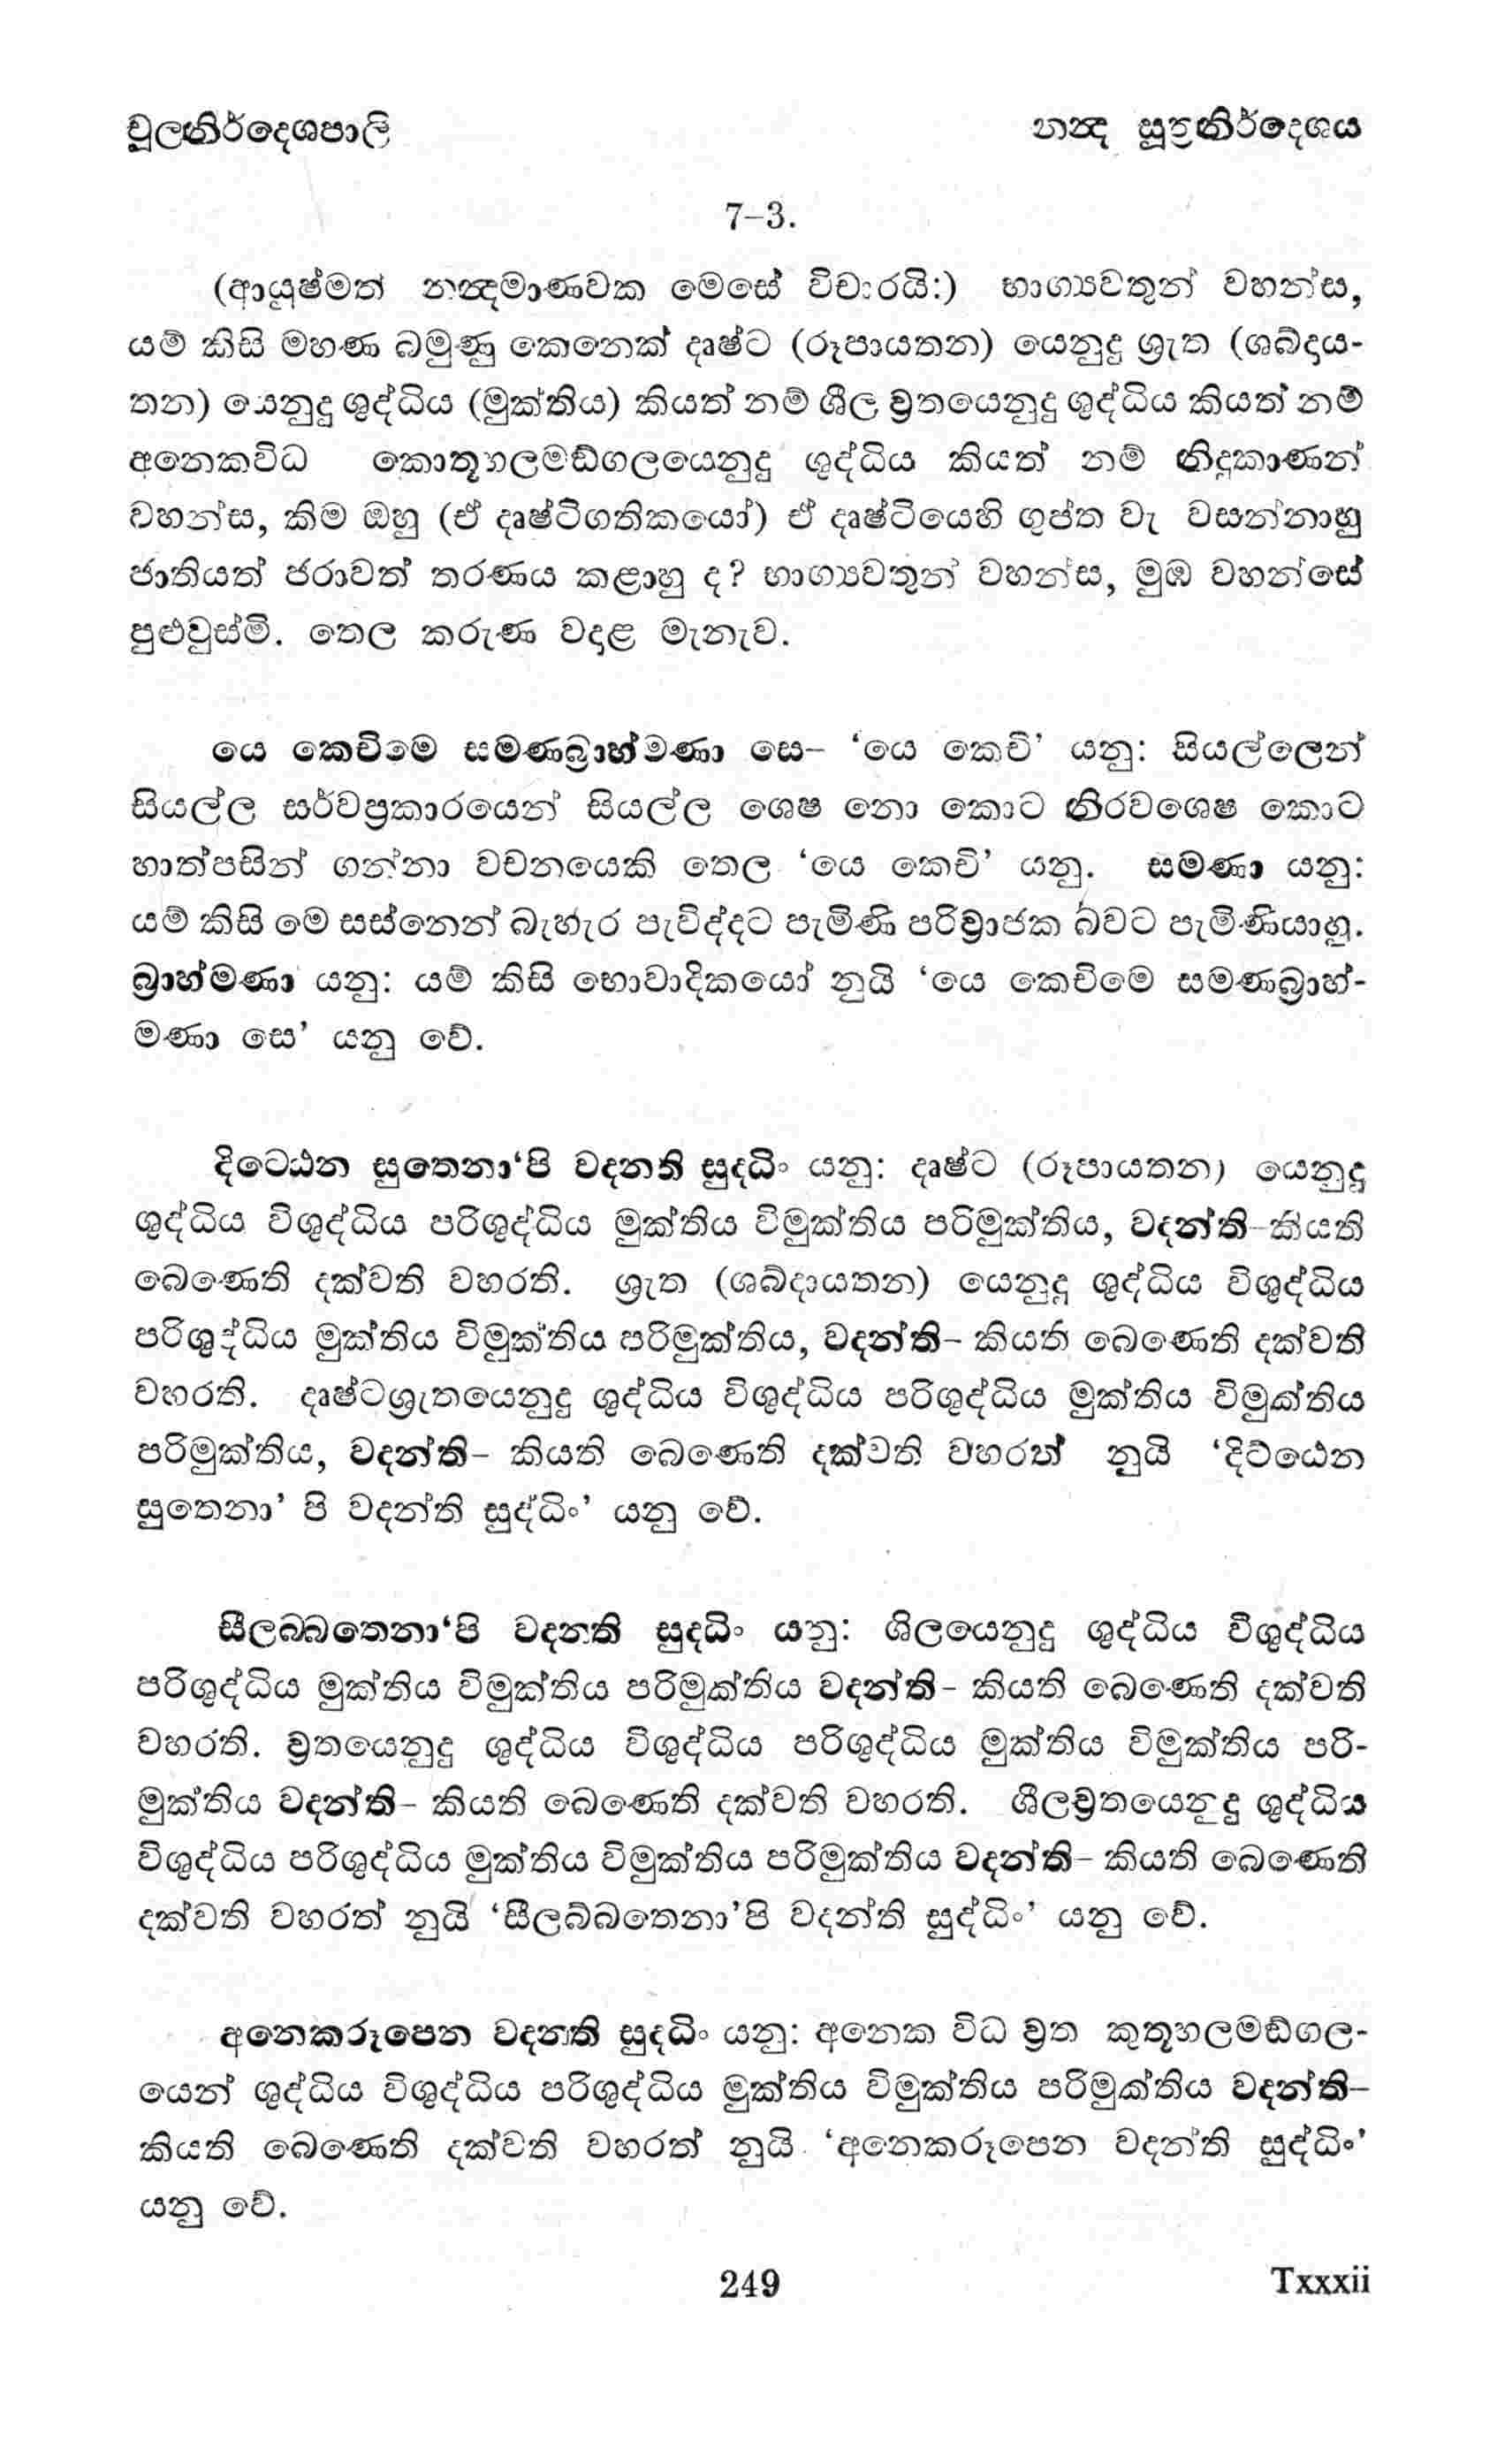 චූලනිර්දෙශපාලි
නන්‍ද සූත්‍රනිර්දෙශය
7–3.
(ආයුෂ්මත් නන්‍දමාණවක මෙසේ විචාරයි:) භාග්‍යවතුන් වහන්ස,
යම් කිසි මහණ බමුණු කෙනෙක් දෘෂ්ට (රූපායතන) යෙනුදු ශ්‍රැත (ශබ්දාය-
තන) යෙනුදු ශුද්ධිය (මුක්තිය) කියත් නම් ශීල ව්‍රතයෙනුදු ශුද්ධිය කියත් නම්
අනෙකවිධ කොතූහලමඞ්ගලයෙනුදු ශුද්ධිය කියත් නම් නිදුකාණන්
වහන්ස, කිම ඔහු (ඒ දෘෂ්ටිගතිකයෝ) ඒ දෘෂ්ටියෙහි ගුප්ත වැ වසන්නාහු
ජාතියත් ජරාවත් තරණය කළාහු ද? භාග්‍යවතුන් වහන්ස, මුඹ වහන්සේ
පුළුවුස්මි. තෙල කරුණ වදාළ මැනැව.
යෙ කෙචිමෙ සමණබ්‍රාහ්මණා සෙ– ‘යෙ කෙචි’ යනු: සියල්ලෙන්
සියල්ල සර්වප්‍රකාරයෙන් සියල්ල ශෙෂ නො කොට නිරවශෙෂ කොට
හාත්පසින් ගන්නා වචනයෙකි තෙල ‘යෙ කෙචි’ යනු. සමණා යනු:
යම් කිසි මෙ සස්නෙන් බැහැර පැවිද්දට පැමිණි පරිව්‍රාජක බවට පැමිණියාහු.
බ්‍රාහ්මණා යනු: යම් කිසි භොවාදිකයෝ නුයි ‘යෙ කෙචිමෙ සමණබ්‍රාහ්-
මණා සෙ’ යනු වේ.
දිට‍්ඨෙන සුතෙනා‘පි වදන‍්ති සුද‍්ධිං යනු: දෘෂ්ට (රූපායතන) යෙනුදු
ශුද්ධිය විශුද්ධිය පරිශුද්ධිය මුක්තිය විමුක්තිය පරිමුක්තිය, වදන්ති–කියති
බෙණෙති දක්වති වහරති. ශ්‍රැත (ශබ්දායතන) යෙනුදු ශුද්ධිය විශුද්ධිය
පරිශුද්ධිය මුක්තිය විමුක්තිය පරිමුක්තිය, වදන්ති– කියති බෙණෙති දක්වති
වහරති. දෘෂ්ටශ්‍රැතයෙනුදු ශුද්ධිය විශුද්ධිය පරිශුද්ධිය මුක්තිය විමුක්තිය
පරිමුක්තිය, වදන්ති– කියති බෙණෙති දක්වති වහරත් නුයි ‘දිට්ඨෙන
සුතෙනා’ පි වදන්ති සුද්ධිං’ යනු වේ.
සීලබ‍්බතෙනා‘පි වදන‍්ති සුද‍්ධිං යනු: ශිලයෙනුදු ශුද්ධිය විශුද්ධිය
පරිශුද්ධිය මුක්තිය විමුක්තිය පරිමුක්තිය වදන්ති– කියති බෙණෙති දක්වති
වහරති. ව්‍රතයෙනුදු ශුද්ධිය විශුද්ධිය පරිශුද්ධිය මුක්තිය විමුක්තිය පරි-
මුක්තිය වදන්ති– කියති බෙණෙති දක්වති වහරති. ශීලව්‍රතයෙනුදු ශුද්ධිය
විශුද්ධිය පරිශුද්ධිය මුක්තිය විමුක්තිය පරිමුක්තිය වදන්ති– කියති බෙණෙති
දක්වති වහරත් නුයි ‘සීලබ්බතෙනා’පි වදන්ති සුද්ධිං’ යනු වේ.
අනෙකරූපෙන වදන‍්ති සුද‍්ධිං යනු: අනෙක විධ ව්‍රත කුතූහලමඞ්ගල-
යෙන් ශුද්ධිය විශුද්ධිය පරිශුද්ධිය මුක්තිය විමුක්තිය පරිමුක්තිය වදන්ති–
කියති බෙණෙති දක්වති වහරත් නුයි ‘අනෙකරූපෙන වදන්ති සුද්ධිං’
යනු වේ.
249
Txxxii